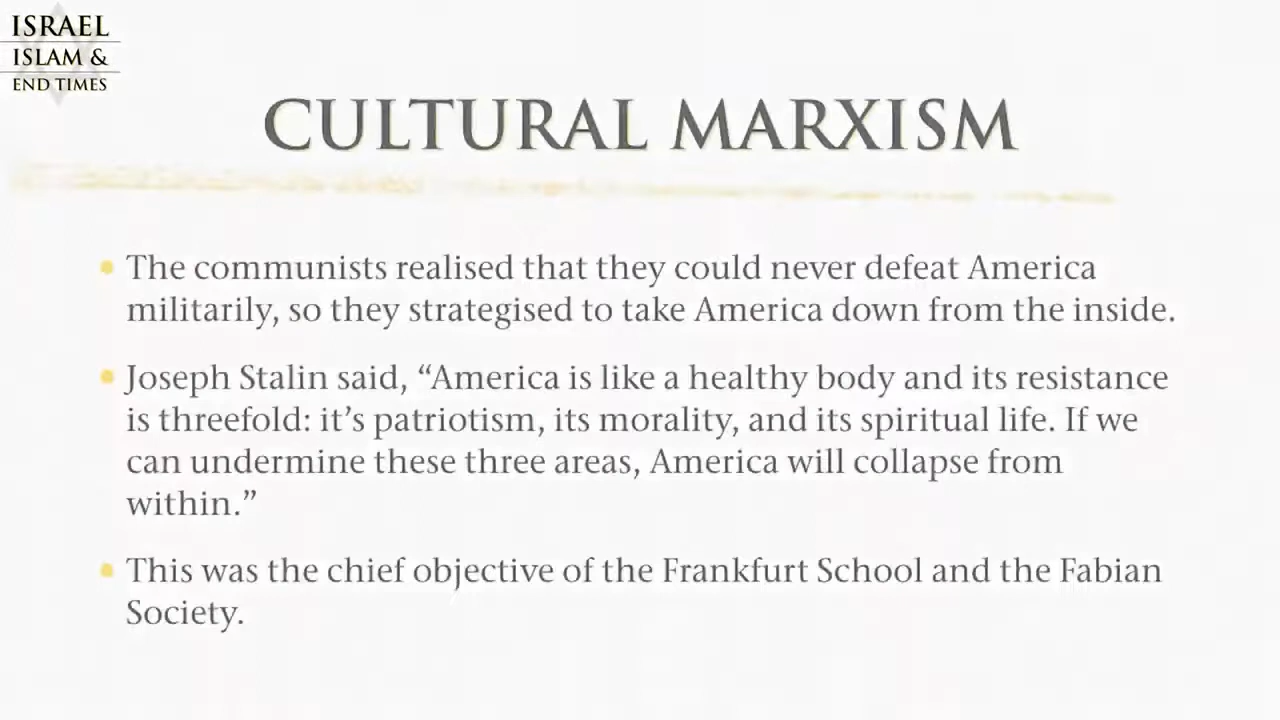 ISRAEL
ISLAM &
END TIMES
CULTURAL MARXISM
• The communists realised that they could never defeat America
militarily, so they strategised to take America down from the inside.
• Joseph Stalin said, “America is like a healthy body and its resistance
is threefold: it’s patriotism, its morality, and its spiritual life. If we
can undermine these three areas, America will collapse from
within.”
• This was the chief objective of the Frankfurt School and the Fabian
Society.